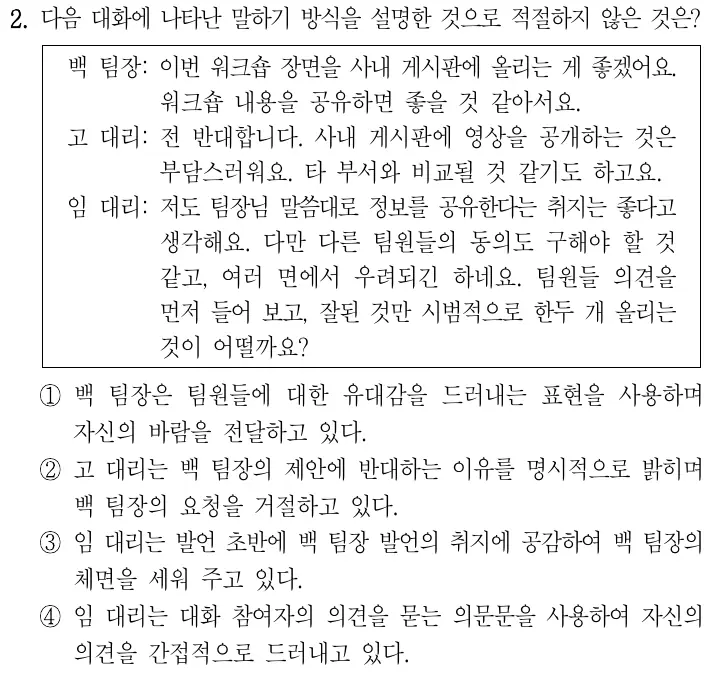 2. 다음 대화에 나타난 말하기 방식을 설명한 것으로 적절하지 않은 것은?
백 팀장: 이번 워크숍 장면을 사내 게시판에 올리는 게 좋겠어요.
워크숍 내용을 공유하면 좋을 것 같아서요.
고 대리: 전 반대합니다. 사내 게시판에 영상을 공개하는 것은
부담스러워요. 타 부서와 비교될 것 같기도 하고요.
임 대리: 저도 팀장님 말씀대로 정보를 공유한다는 취지는 좋다고
생각해요. 다만 다른 팀원들의 동의도 구해야 할 것
같고, 여러 면에서 우려되긴 하네요. 팀원들 의견을
먼저 들어 보고, 잘된 것만 시범적으로 한두 개 올리는
것이 어떨까요?
① 백 팀장은 팀원들에 대한 유대감을 드러내는 표현을 사용하며
자신의 바람을 전달하고 있다.
② 고 대리는 백 팀장의 제안에 반대하는 이유를 명시적으로 밝히며
백 팀장의 요청을 거절하고 있다.
③ 임 대리는 발언 초반에 백 팀장 발언의 취지에 공감하여 백 팀장의
체면을 세워 주고 있다.
④ 임 대리는 대화 참여자의 의견을 묻는 의문문을 사용하여 자신의
의견을 간접적으로 드러내고 있다.